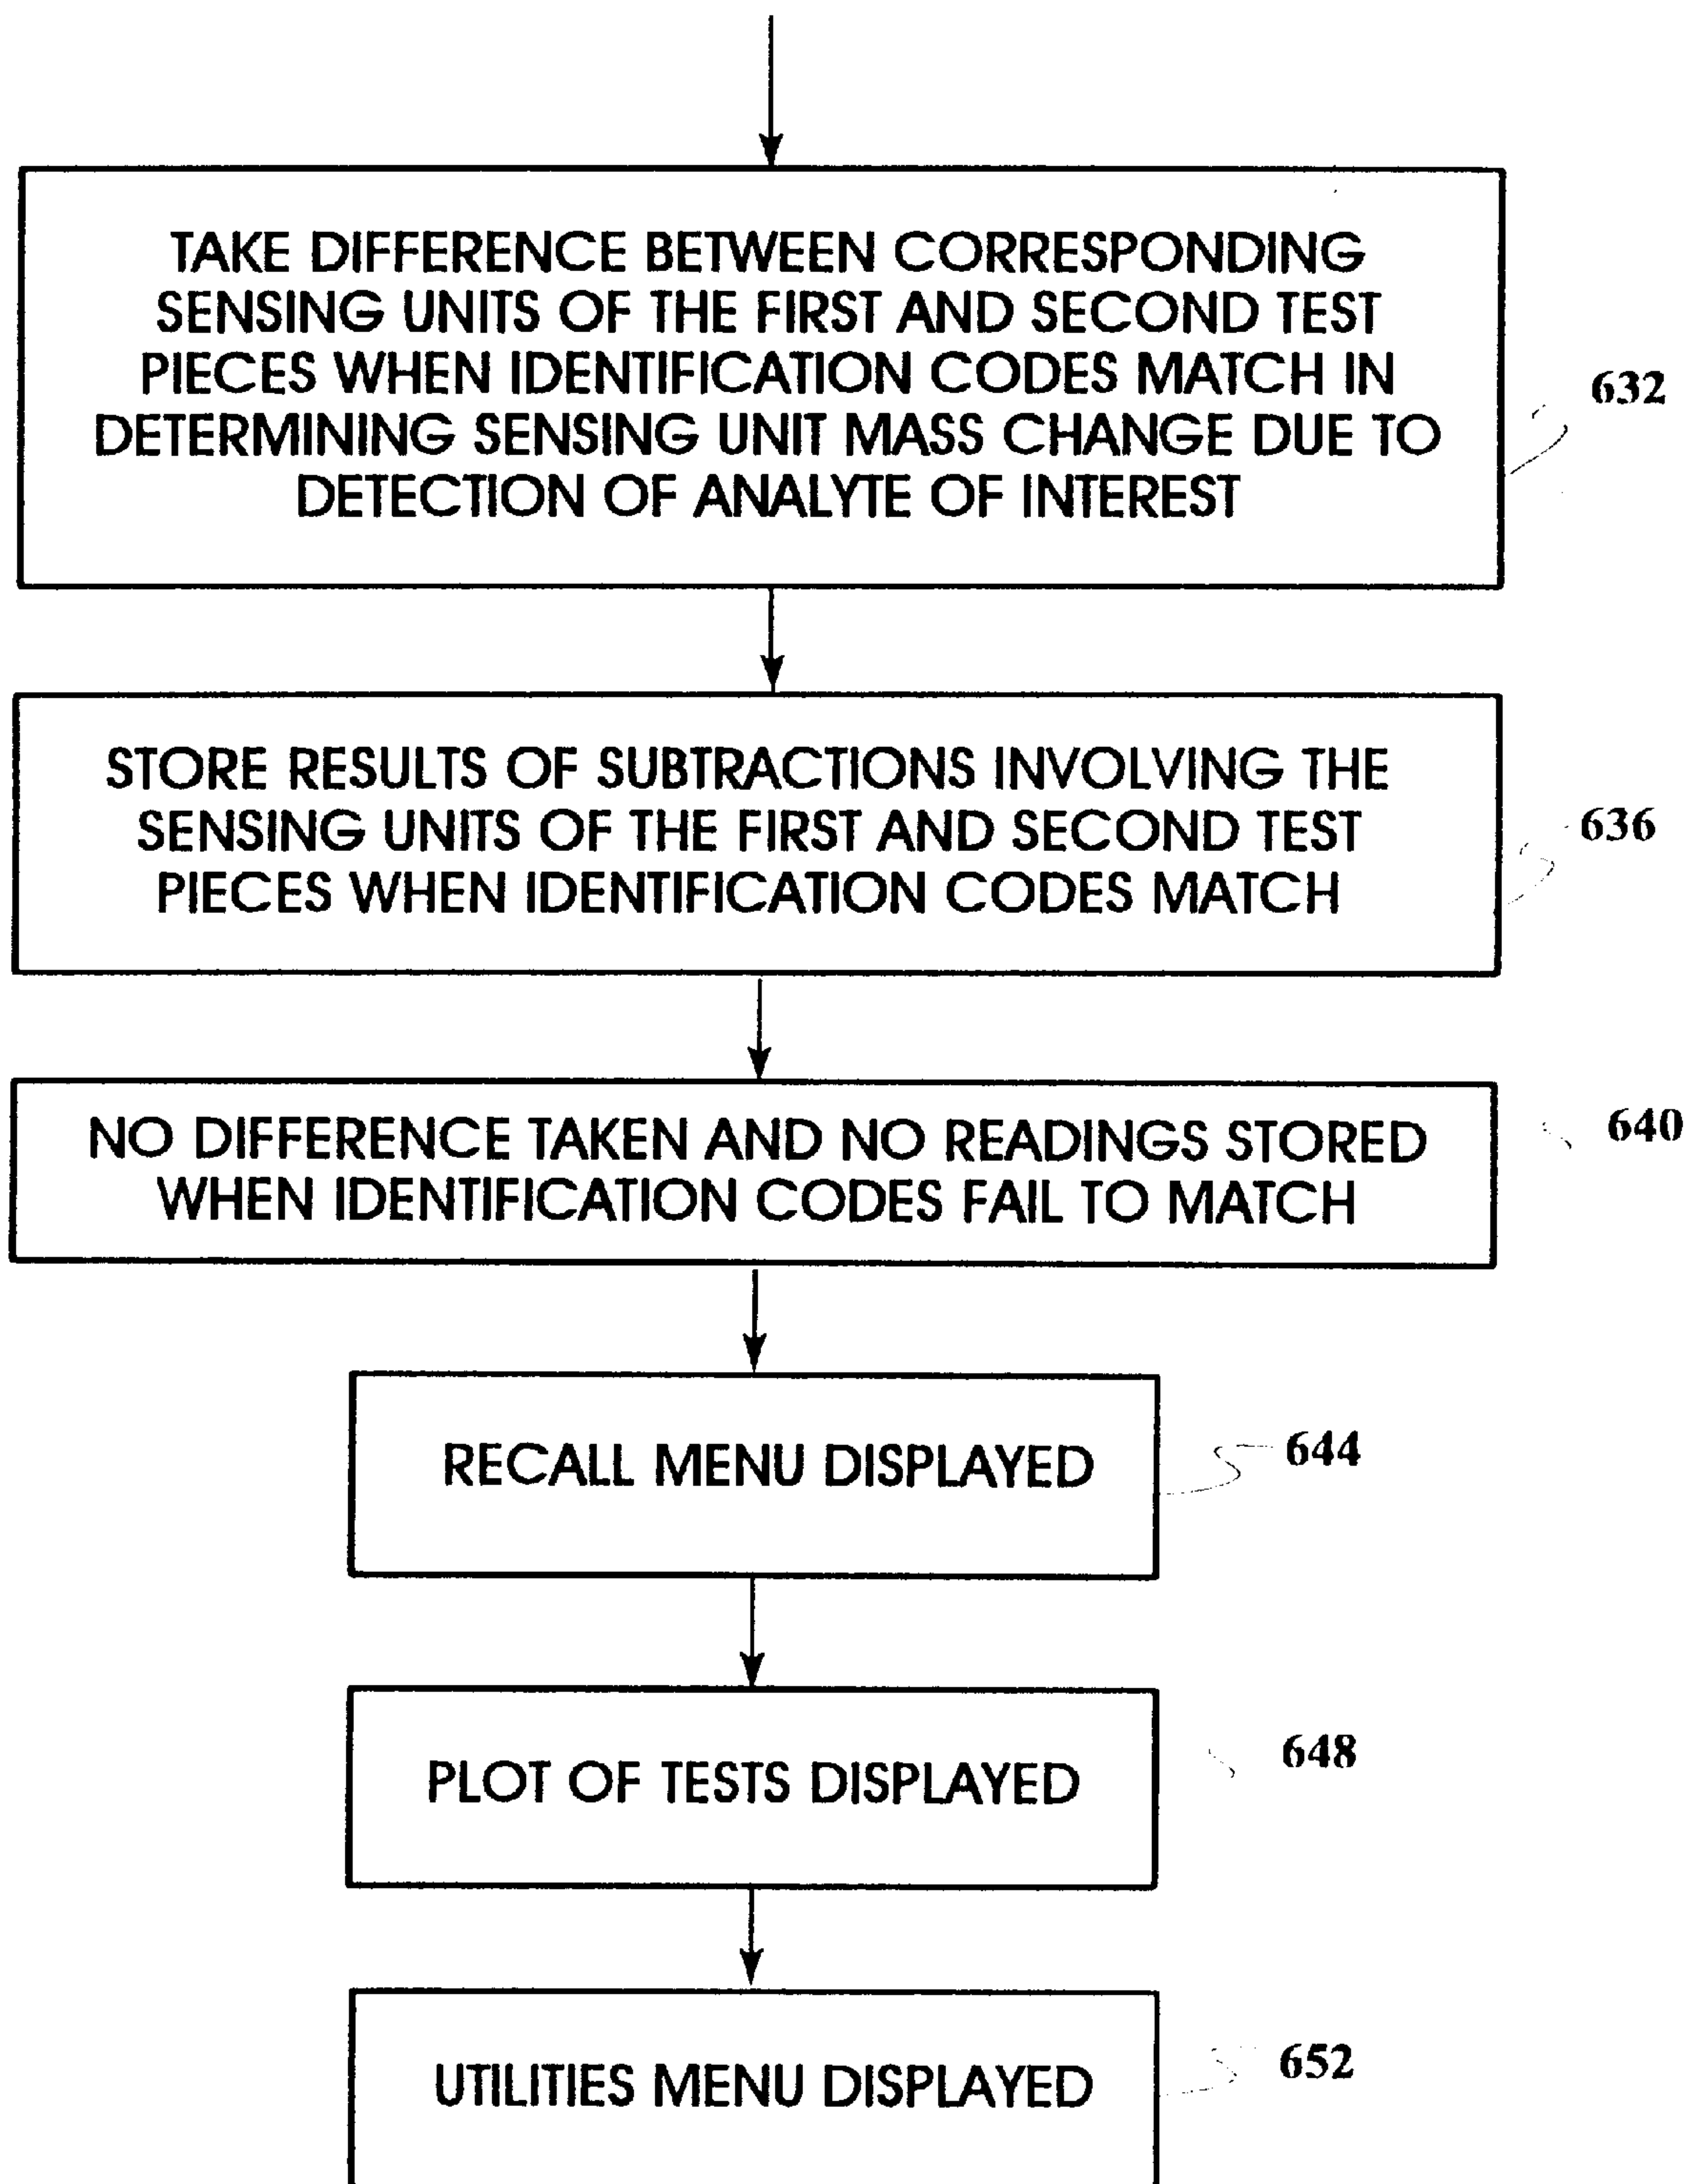 TAKE DIFFERENCE BETWEEN CORRESPONDING
SENSING UNITS OF THE FIRST AND SECOND TEST
PIECES WHEN IDENTIFICATION CODES MATCH IN
DETERMINING SENSING UNIT MASS CHANGE DUE TO
DETECTION OF ANALYTE OF INTEREST
632
STORE RESULTS OF SUBTRACTIONS INVOLVING THE
SENSING UNITS OF THE FIRST AND SECOND TEST
PIECES WHEN IDENTIFICATION CODES MATCH
636
NO DIFFERENCE TAKEN AND NO READINGS STORED
WHEN IDENTIFICATION CODES FAIL TO MATCH
640
RECALL MENU DISPLAYED
644
PLOT OF TESTS DISPLAYED
648
UTILITIES MENU DISPLAYED
652